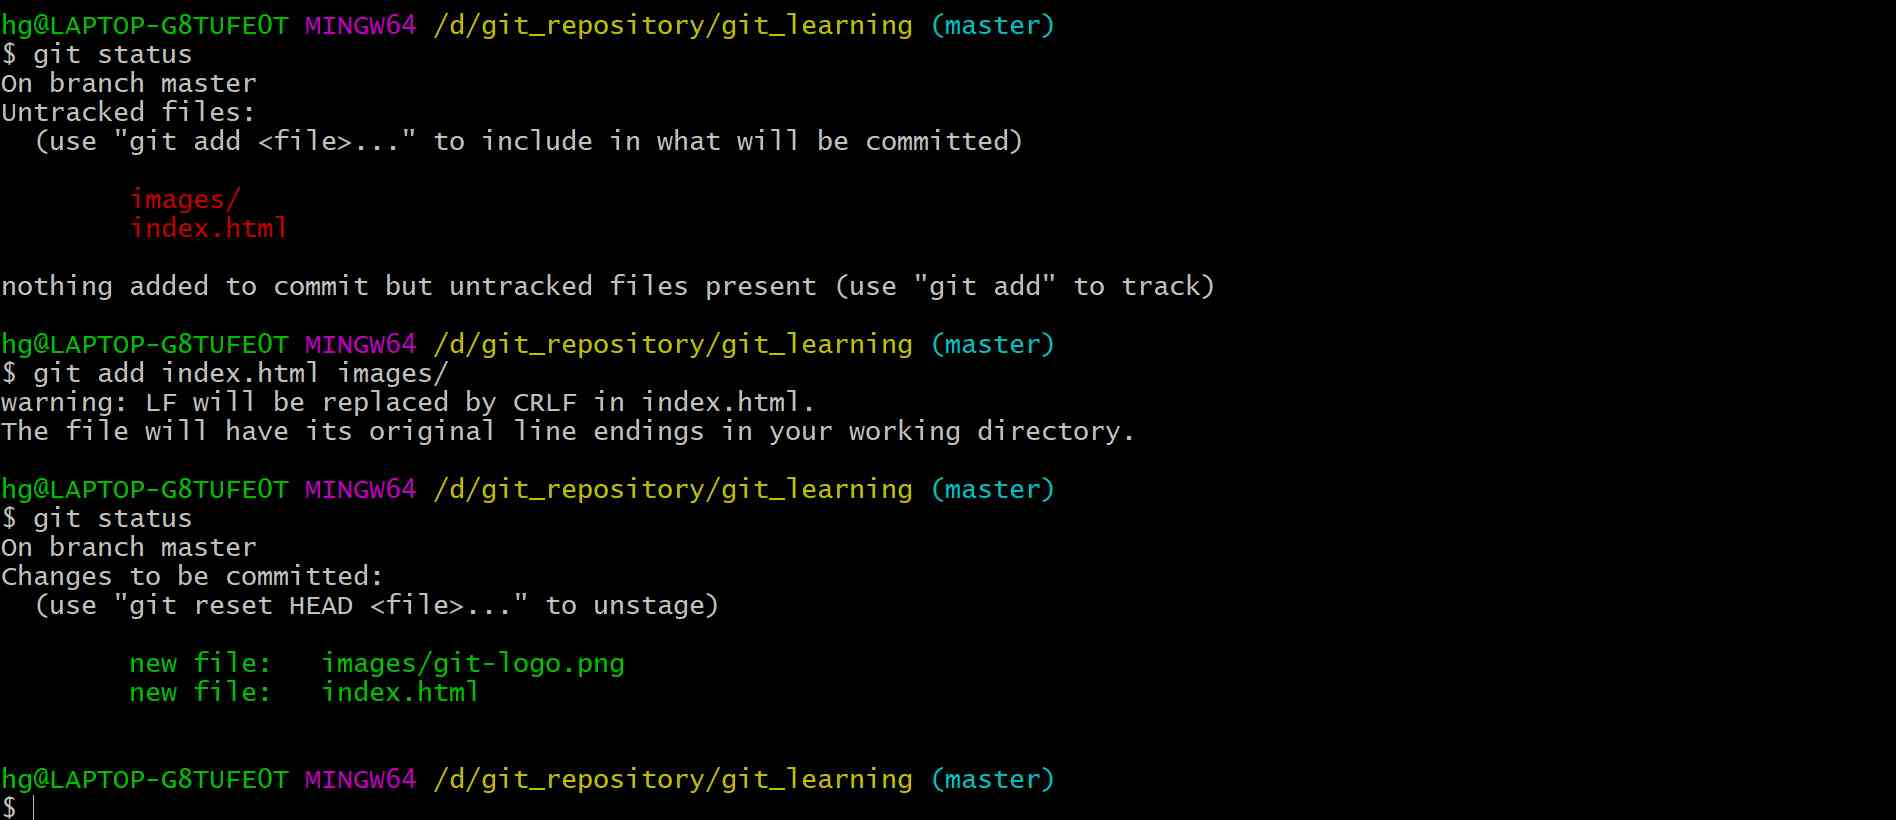 hg@LAPTOP-G8TUFE0T MINGW64 /d/git_repository/git_learning (master)
$ git status
On branch master
Untracked files:
  (use "git add <file>..." to include in what will be committed)

        images/
        index.html

nothing added to commit but untracked files present (use "git add" to track)

hg@LAPTOP-G8TUFE0T MINGW64 /d/git_repository/git_learning (master)
$ git add index.html images/
warning: LF will be replaced by CRLF in index.html.
The file will have its original line endings in your working directory.

hg@LAPTOP-G8TUFE0T MINGW64 /d/git_repository/git_learning (master)
$ git status
On branch master
Changes to be committed:
  (use "git reset HEAD <file>..." to unstage)

        new file:   images/git-logo.png
        new file:   index.html


hg@LAPTOP-G8TUFE0T MINGW64 /d/git_repository/git_learning (master)
$